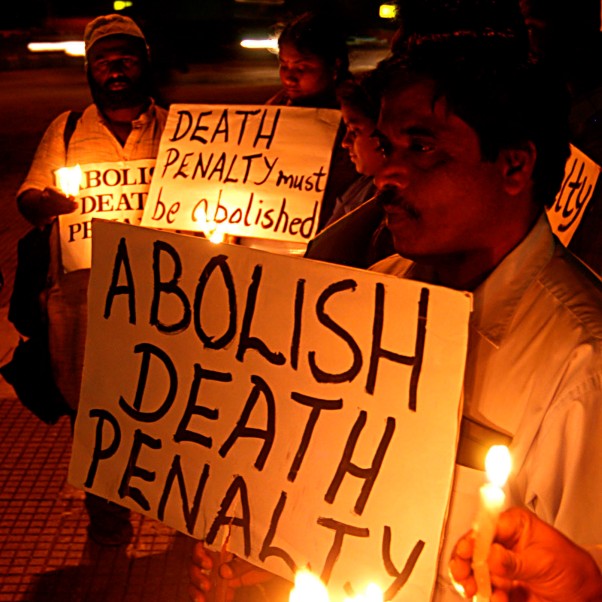 DEATH
PENALTY must
be abolished
ABOLI
DEAT
PE
ABOLISH
DEATH
PENALTY
lty